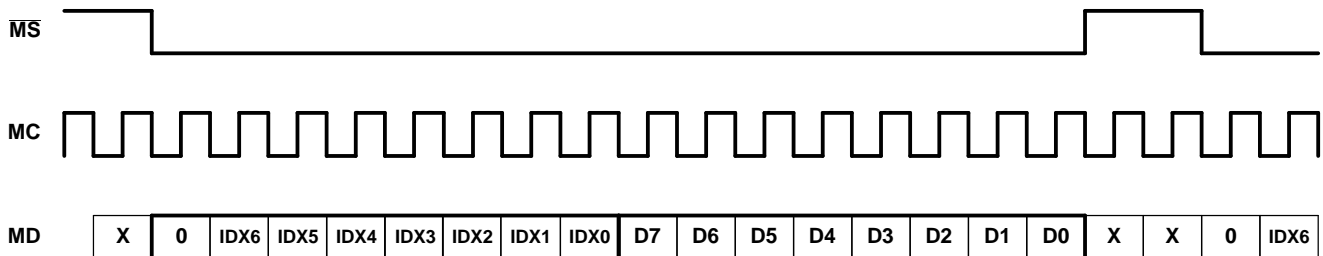 MS
MC
MD X 0 IDX6 IDX5 IDX4 IDX3 IDX2 IDX1 IDX0 D7 D6 D5 D4 D3 D2 D1 D0 X X 0 IDX6